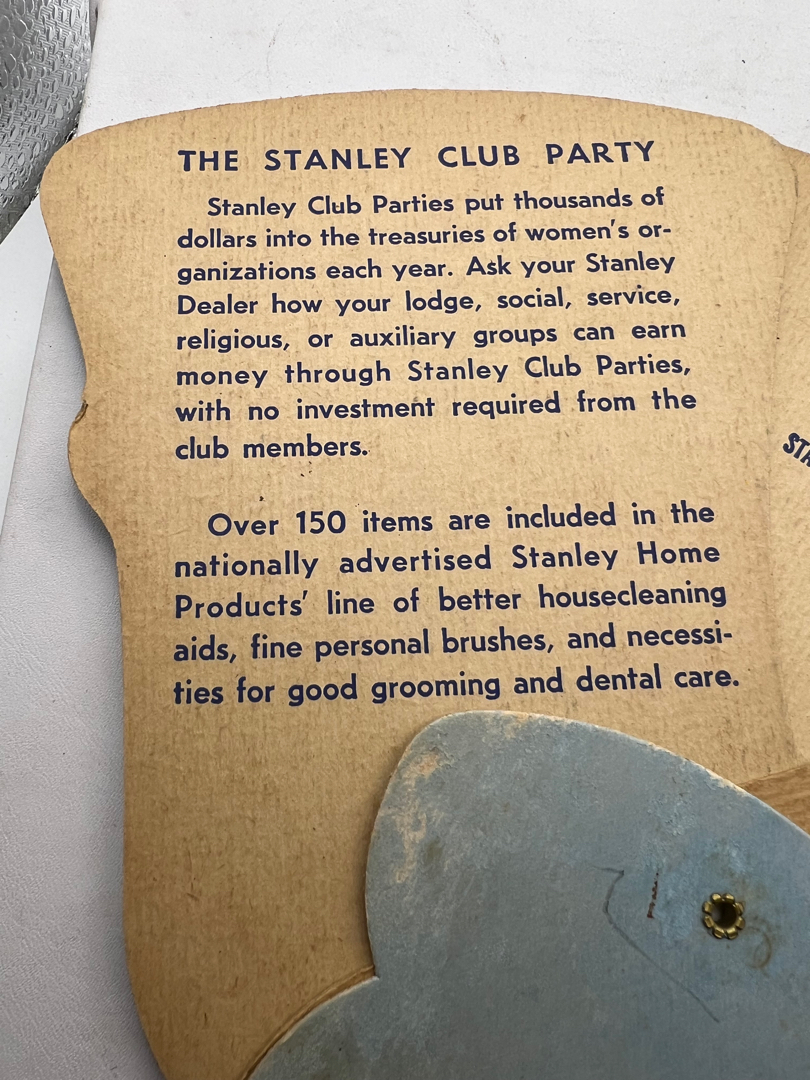 THE STANLEY CLUB PARTY
Stanley Club Parties put thousands of
dollars into the treasuries of women's or-
ganizations each year. Ask your Stanley
Dealer how your lodge, social, service,
religious, or auxiliary groups can earn
money through Stanley Club Parties,
with no investment required from the
club members.
Over 150 items are included in the
nationally advertised Stanley Home
Products' line of better housecleaning
aids, fine personal brushes, and necessi-
ties for good grooming and dental care.